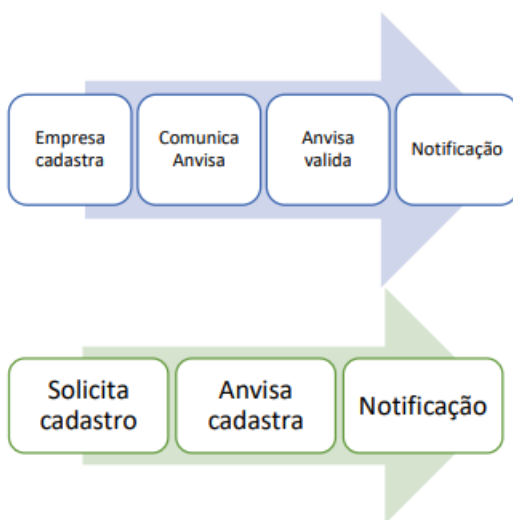 Empresa
cadastra
Comunica
Anvisa
Anvisa
valida
Notificação
Solicita
cadastro
Anvisa
cadastra
Notificação